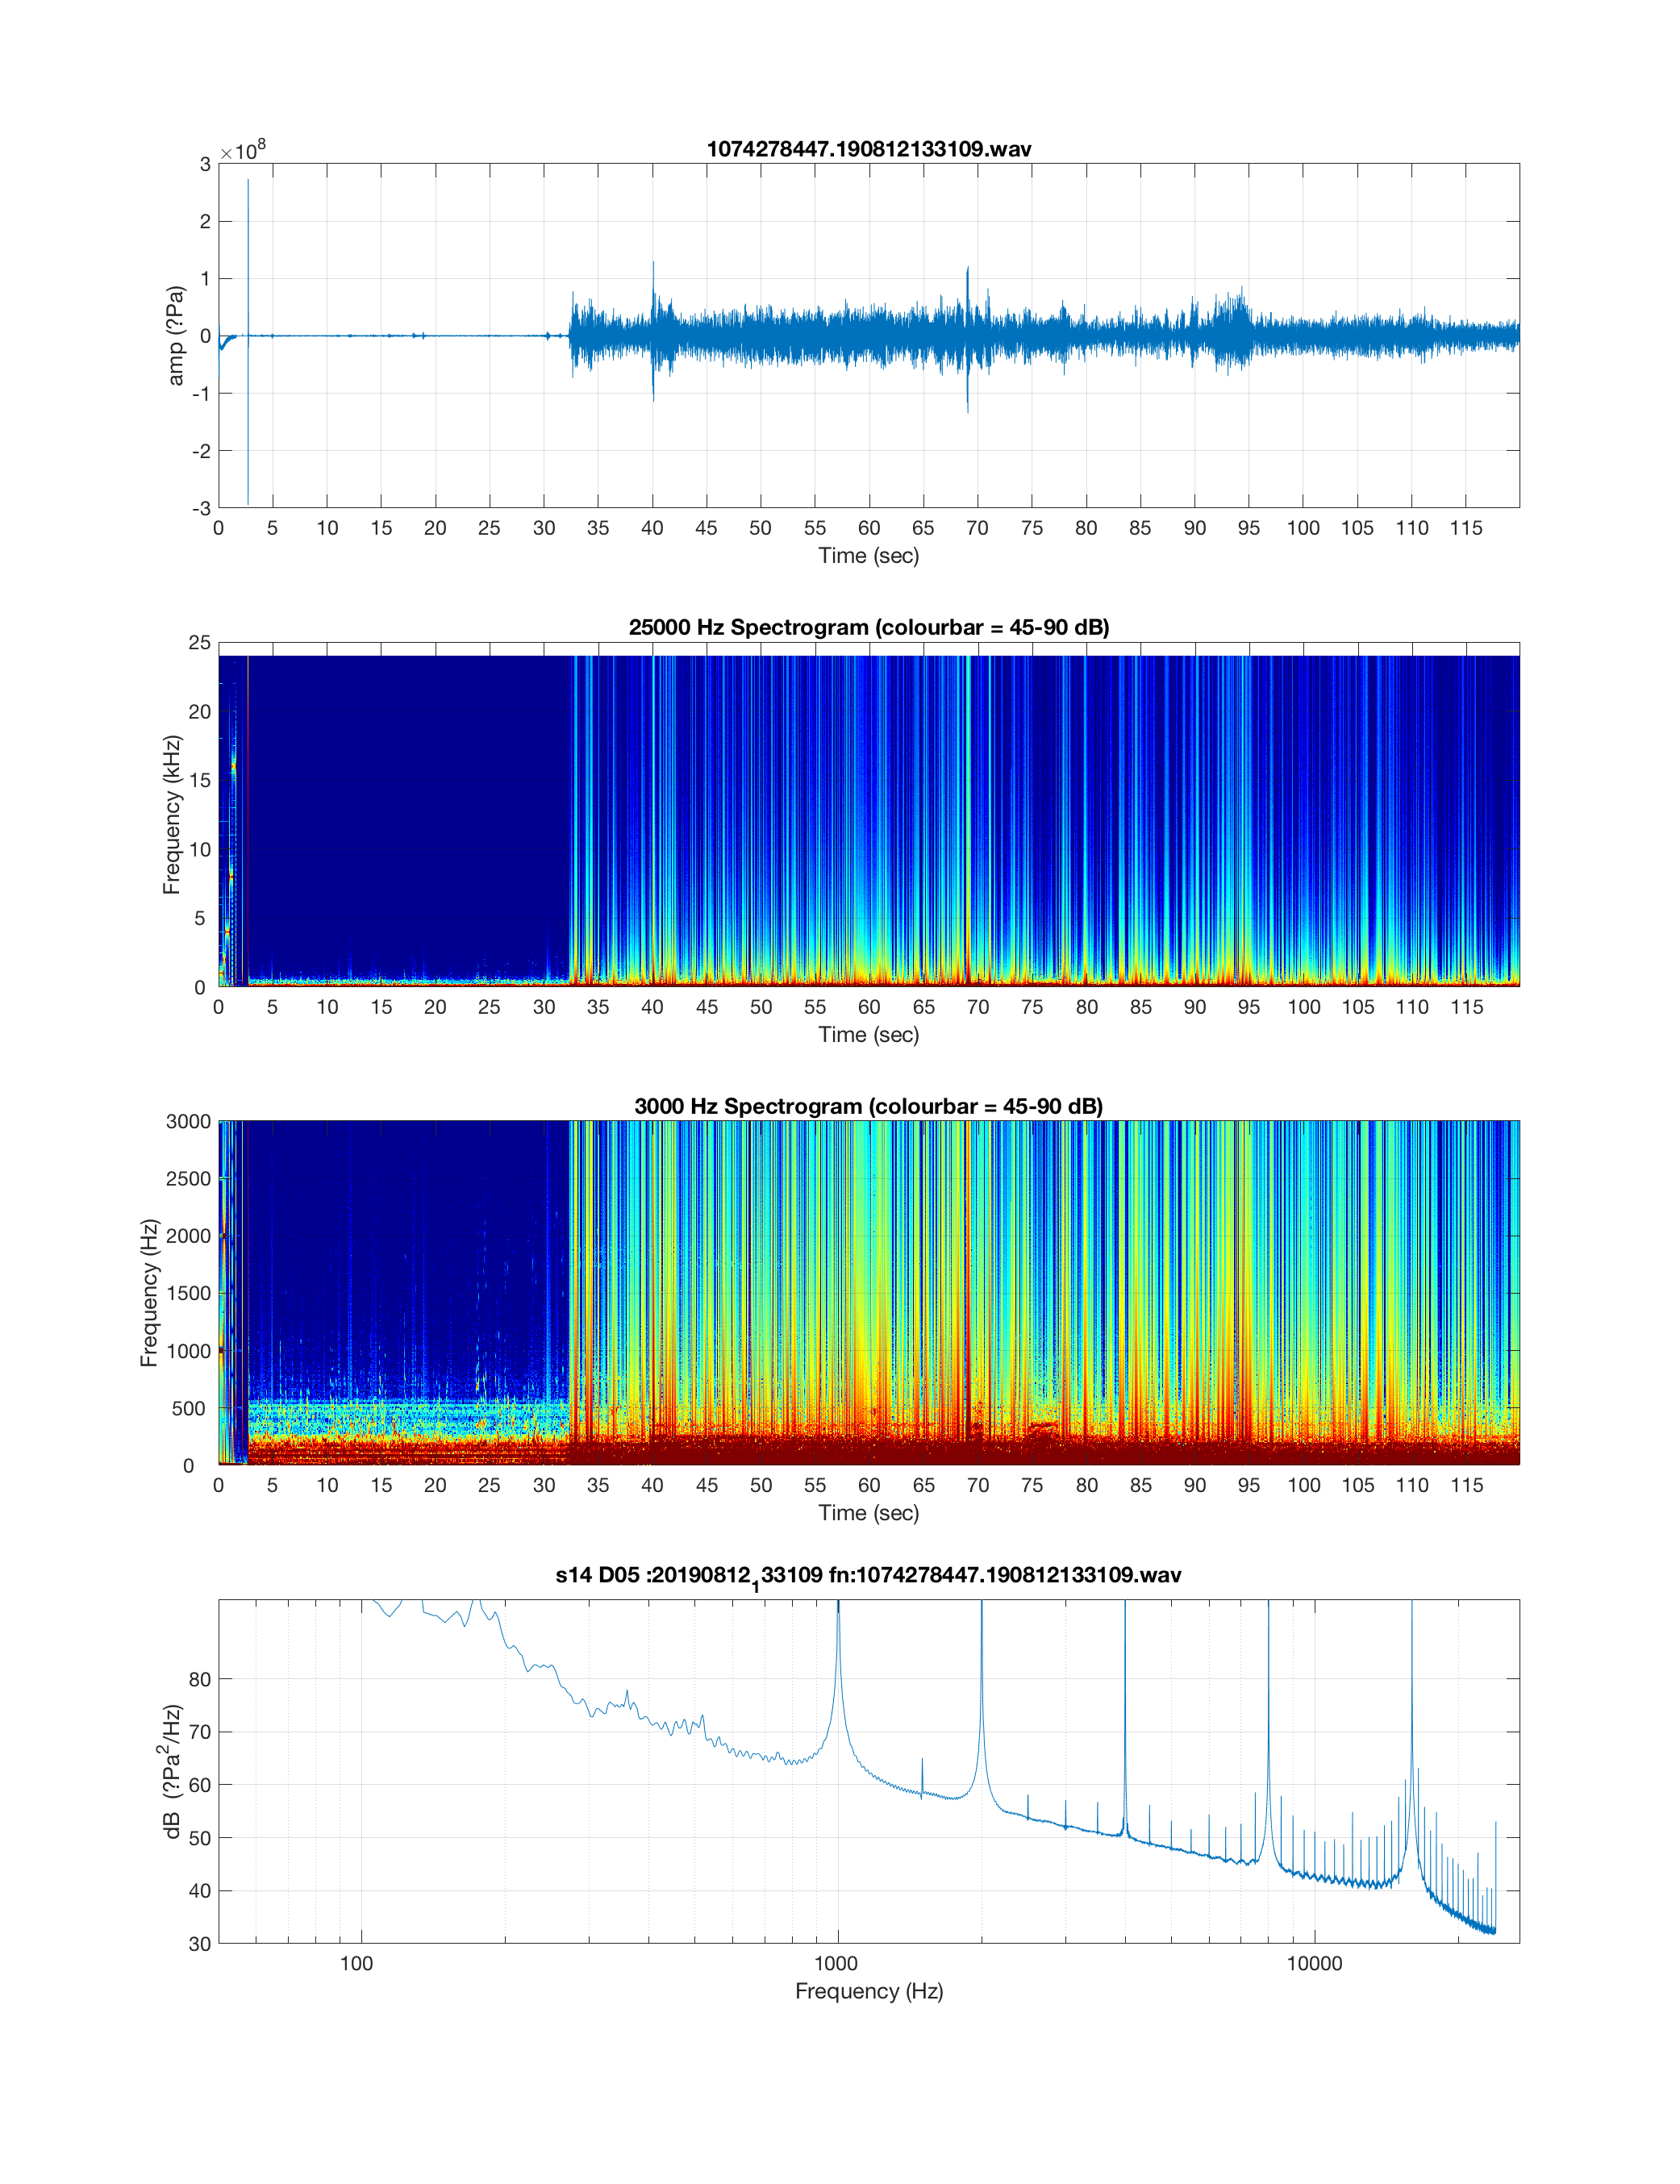 1074278447.190812133109.wav
×10^8
3
2
1
0
-1
-2
-3
amp (?Pa)
0 5 10 15 20 25 30 35 40 45 50 55 60 65 70 75 80 85 90 95 100 105 110 115
Time (sec)
25000 Hz Spectrogram (colourbar = 45-90 dB)
25
20
15
10
5
0
Frequency (kHz)
0 5 10 15 20 25 30 35 40 45 50 55 60 65 70 75 80 85 90 95 100 105 110 115
Time (sec)
3000 Hz Spectrogram (colourbar = 45-90 dB)
3000
2500
2000
1500
1000
500
0
Frequency (Hz)
0 5 10 15 20 25 30 35 40 45 50 55 60 65 70 75 80 85 90 95 100 105 110 115
Time (sec)
s14 D05 :20190812_133109 fn:1074278447.190812133109.wav
80
70
60
50
40
30
dB (?Pa^2/Hz)
100 1000 10000
Frequency (Hz)